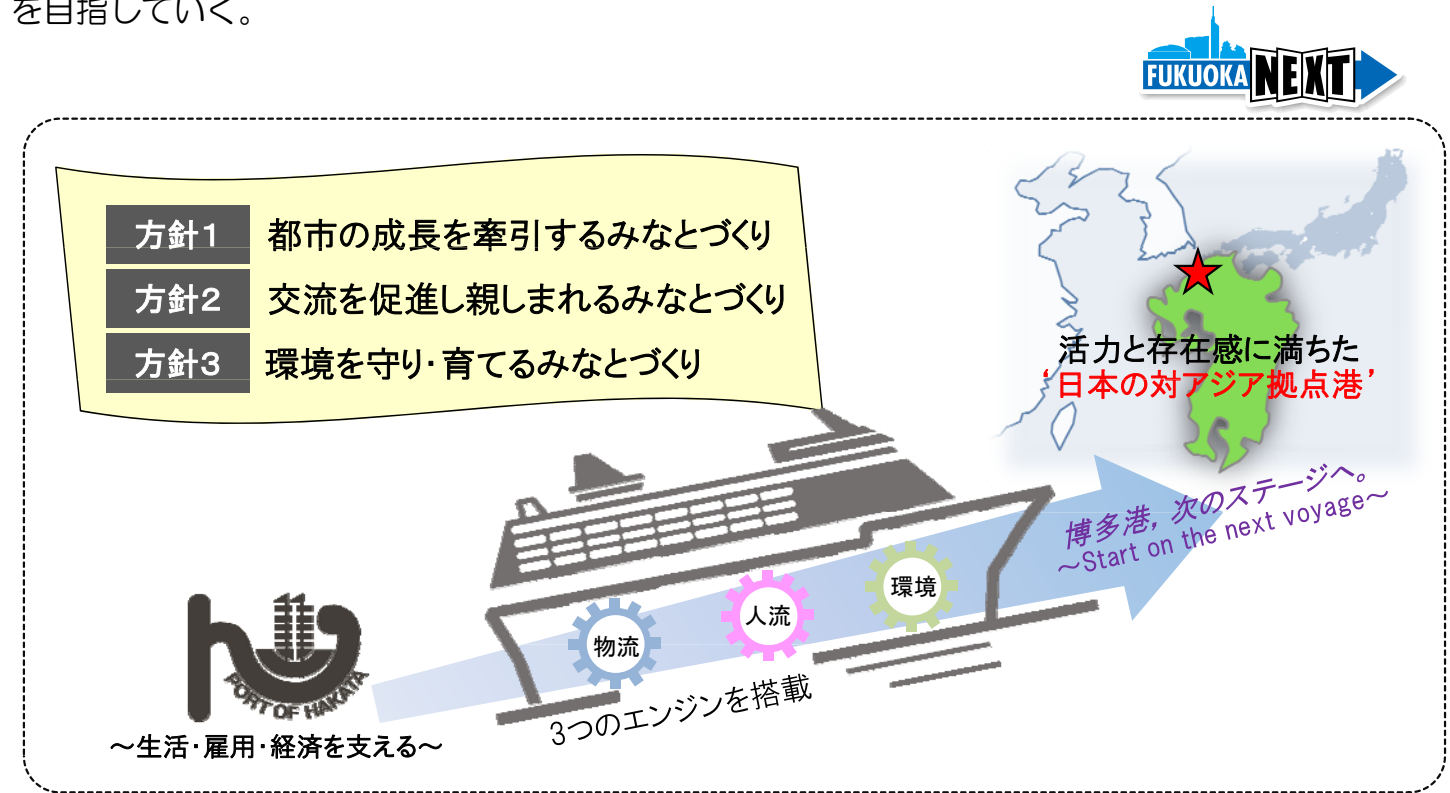 を目指していく。
FUKUOKA NEXT
方針1 都市の成長を牽引するみなとづくり
方針2 交流を促進し親しまれるみなとづくり
方針3 環境を守り・育てるみなとづくり
活力と存在感に満ちた
‘日本の対アジア拠点港’
博多港，次のステージへ。
～Start on the next voyage～
環境
人流
物流
3つのエンジンを搭載
PORT OF HAKATA
～生活・雇用・経済を支える～